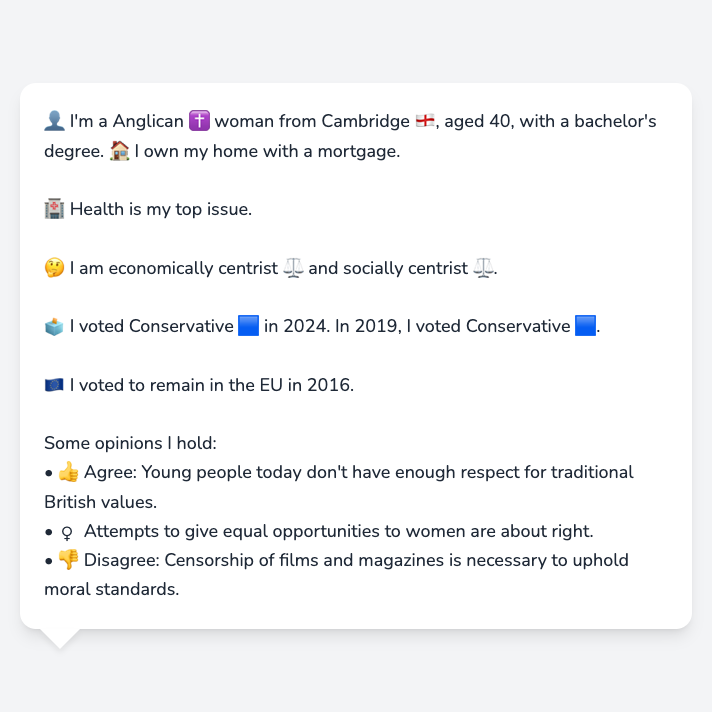 👤 I'm a Anglican ✝️ woman from Cambridge 🏴󠁧󠁢󠁥󠁮󠁧󠁿, aged 40, with a bachelor's
degree. 🏠 I own my home with a mortgage.
🏥 Health is my top issue.
🤔 I am economically centrist ⚖️ and socially centrist ⚖️.
🗳️ I voted Conservative 🟦 in 2024. In 2019, I voted Conservative 🟦.
🇪🇺 I voted to remain in the EU in 2016.
Some opinions I hold:
• 👍 Agree: Young people today don't have enough respect for traditional
British values.
• ♀ Attempts to give equal opportunities to women are about right.
• 👎 Disagree: Censorship of films and magazines is necessary to uphold
moral standards.